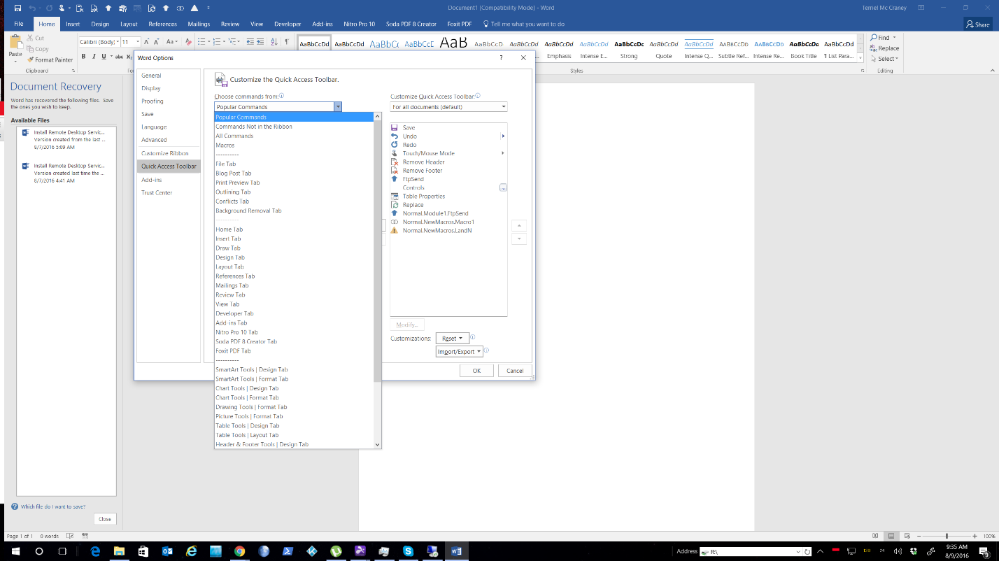 Document1 [Compatibility Mode] - Word
Terriel Mc Craney
File Home Insert Design Layout References Mailings Review View Developer Add-ins Nitro Pro 10 Soda PDF 8 Creator Foxit PDF Tell me what you want to do
Share
Paste
Cut
Copy
Format Painter
Clipboard
Calibri (Body) 11
B I U abc X₂
Aa
AaBbCcDd AaBbCcDd AaBbC( AaBbCcE AaB AaBbCcD AaBbCcDd AaBbCcDd AaBbCcDd AaBbCcDc AaBbCcDd AaBbCcDd AaBbCcDd AaBbCcDd AaBbCcDd AaBbCcDd
Emphasis Intense E... Strong Quote Intense Q... Subtle Ref... Intense Re... Book Title ¶ List Para...
Styles
Find
Replace
Select
Editing
Document Recovery
Word has recovered the following files. Save
the ones you wish to keep.
Available Files
Install Remote Desktop Servic...
Version created from the last ...
8/7/2016 5:09 AM
Install Remote Desktop Servic...
Version created last time the ...
8/7/2016 4:41 AM
Which file do I want to save?
Close
Word Options
?
General
Display
Proofing
Save
Language
Advanced
Customize Ribbon
Quick Access Toolbar
Add-ins
Trust Center
Customize the Quick Access Toolbar.
Choose commands from:
Popular Commands
Popular Commands
Commands Not in the Ribbon
All Commands
Macros
----------
File Tab
Blog Post Tab
Print Preview Tab
Outlining Tab
Conflicts Tab
Background Removal Tab
----------
Home Tab
Insert Tab
Draw Tab
Design Tab
Layout Tab
References Tab
Mailings Tab
Review Tab
View Tab
Developer Tab
Add-ins Tab
Nitro Pro 10 Tab
Soda PDF 8 Creator Tab
Foxit PDF Tab
----------
SmartArt Tools | Design Tab
SmartArt Tools | Format Tab
Chart Tools | Design Tab
Chart Tools | Format Tab
Drawing Tools | Format Tab
Picture Tools | Format Tab
Table Tools | Design Tab
Table Tools | Layout Tab
Header & Footer Tools | Design Tab
Customize Quick Access Toolbar:
For all documents (default)
Save
Undo
Redo
Touch/Mouse Mode
Remove Header
Remove Footer
FtpSend
Controls
Table Properties
Replace
Normal.Module1.FtpSend
Normal.NewMacros.Macro1
Normal.NewMacros.LandN
Modify...
Customizations: Reset
Import/Export
OK Cancel
Page 1 of 1 0 words
100%
Address R:\
9:35 AM
8/9/2016